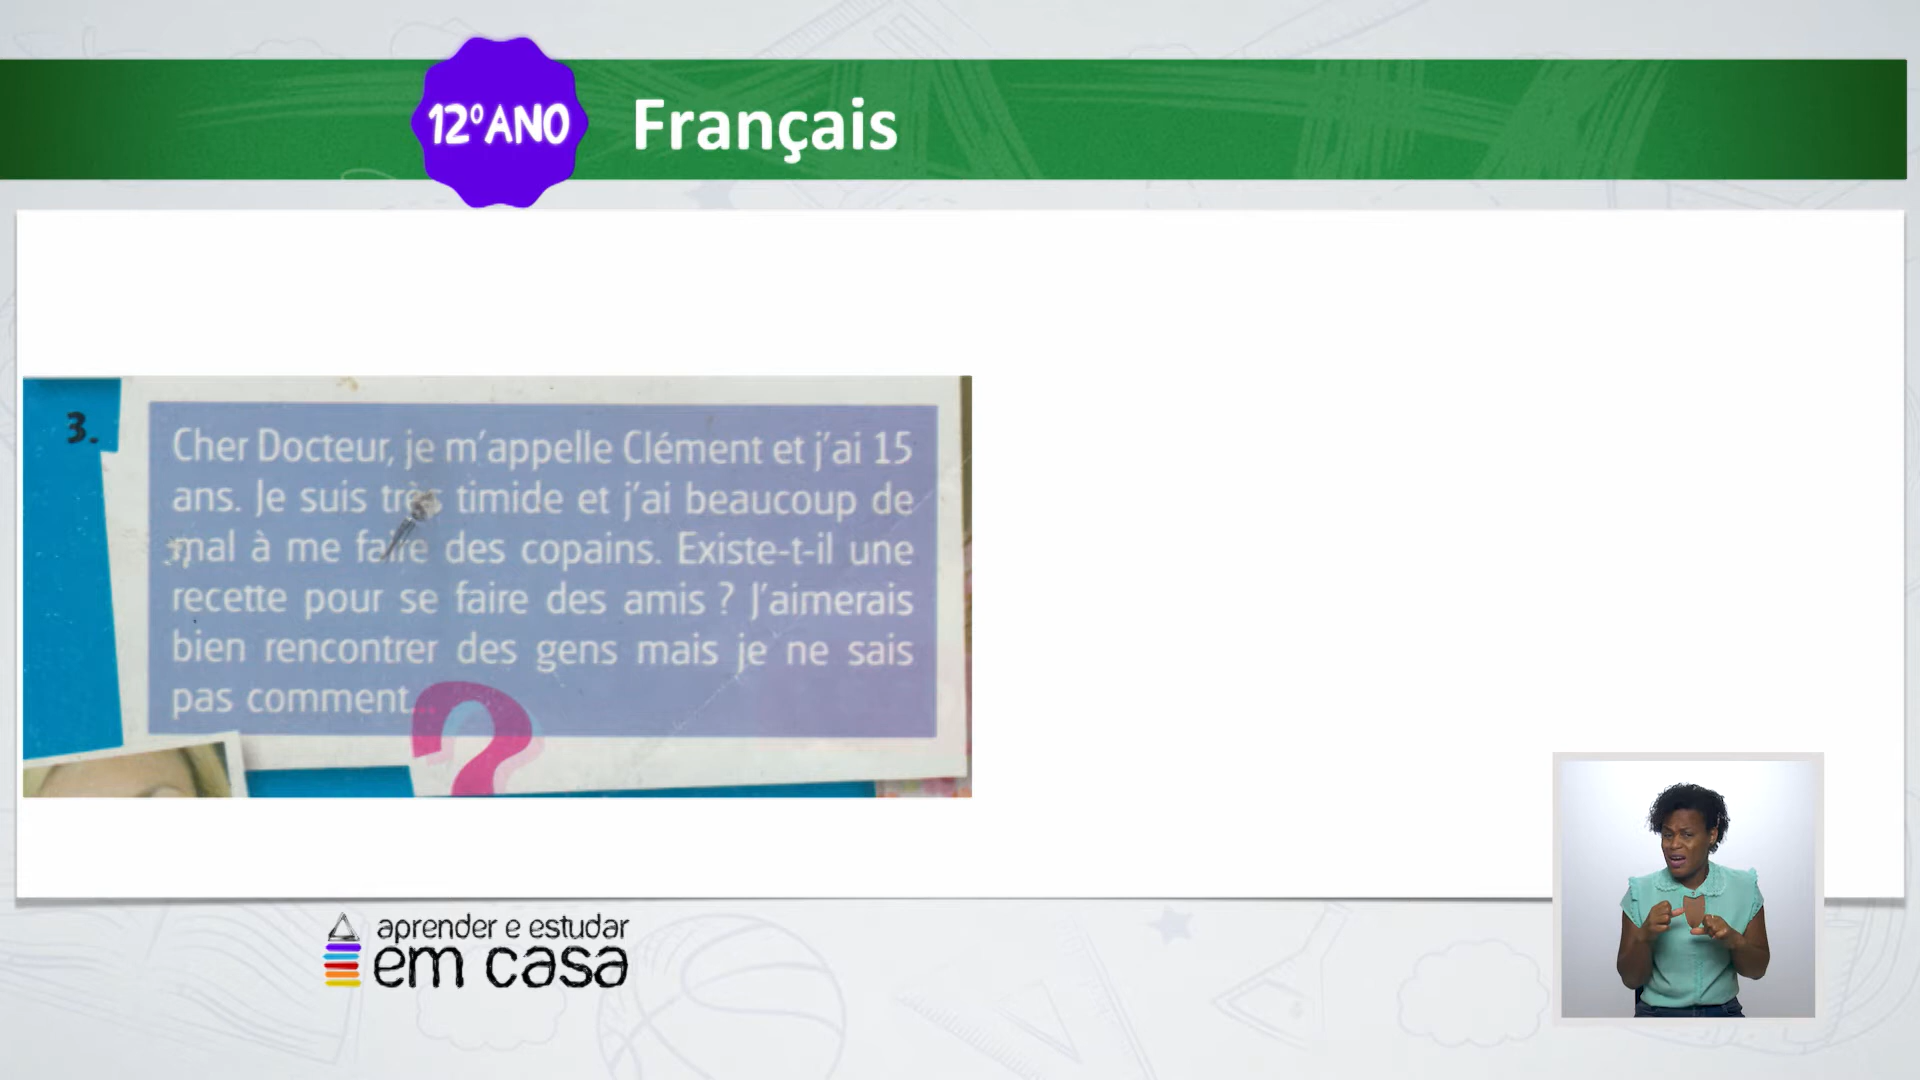 12ºANO
Français
3.
Cher Docteur, je m'appelle Clément et j'ai 15
ans. Je suis très timide et j'ai beaucoup de
mal à me faire des copains. Existe-t-il une
recette pour se faire des amis ? J'aimerais
bien rencontrer des gens mais je ne sais
pas comment...
?
aprender e estudar
em casa